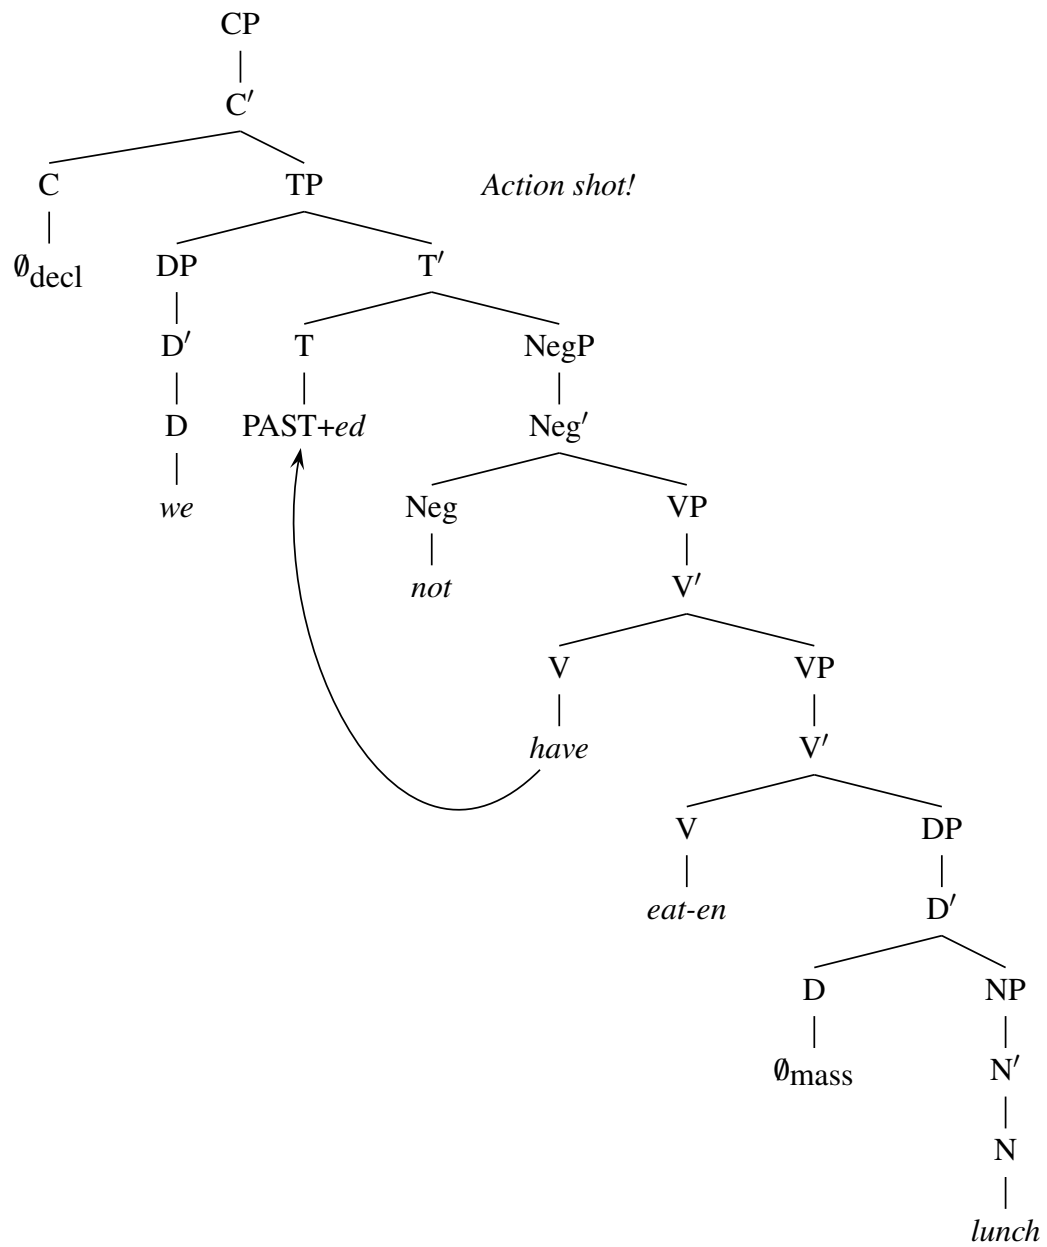 CP
C′
C TP Action shot!
∅decl DP T′
D′ T NegP
D PAST+ed Neg′
we Neg VP
not V′
V VP
have V′
V DP
eat-en D′
D NP
∅mass N′
N
lunch